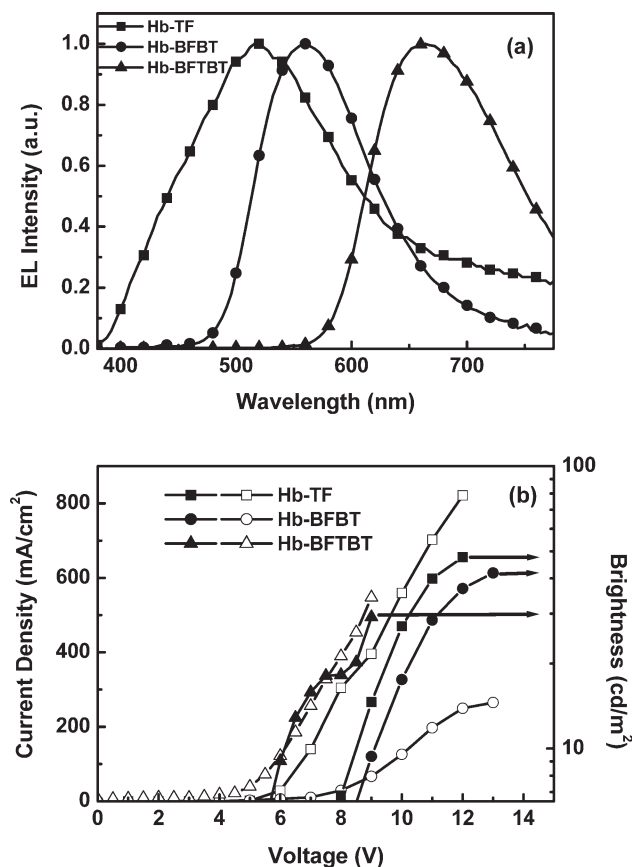 Hb-TF
Hb-BFBT
Hb-BFTBT
(a)
EL Intensity (a.u.)
1.0
0.8
0.6
0.4
0.2
0.0
400 500 600 700
Wavelength (nm)
Hb-TF
Hb-BFBT
Hb-BFTBT
(b)
Current Density (mA/cm²)
800
600
400
200
0
0 2 4 6 8 10 12 14
Voltage (V)
100
10
Brightness (cd/m²)